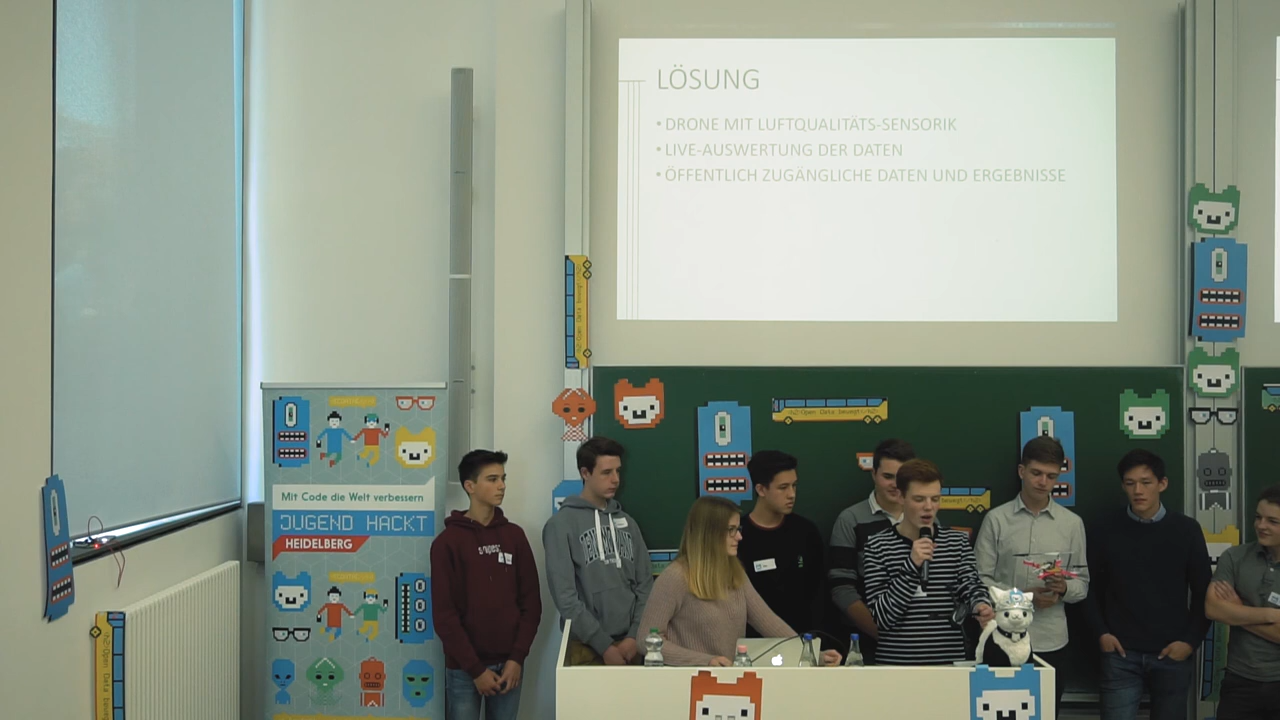 LÖSUNG
• DRONE MIT LUFTQUALITÄTS-SENSORIK
• LIVE-AUSWERTUNG DER DATEN
• ÖFFENTLICH ZUGÄNGLICHE DATEN UND ERGEBNISSE
Mit Code die Welt verbessern
JUGEND HACKT
HEIDELBERG